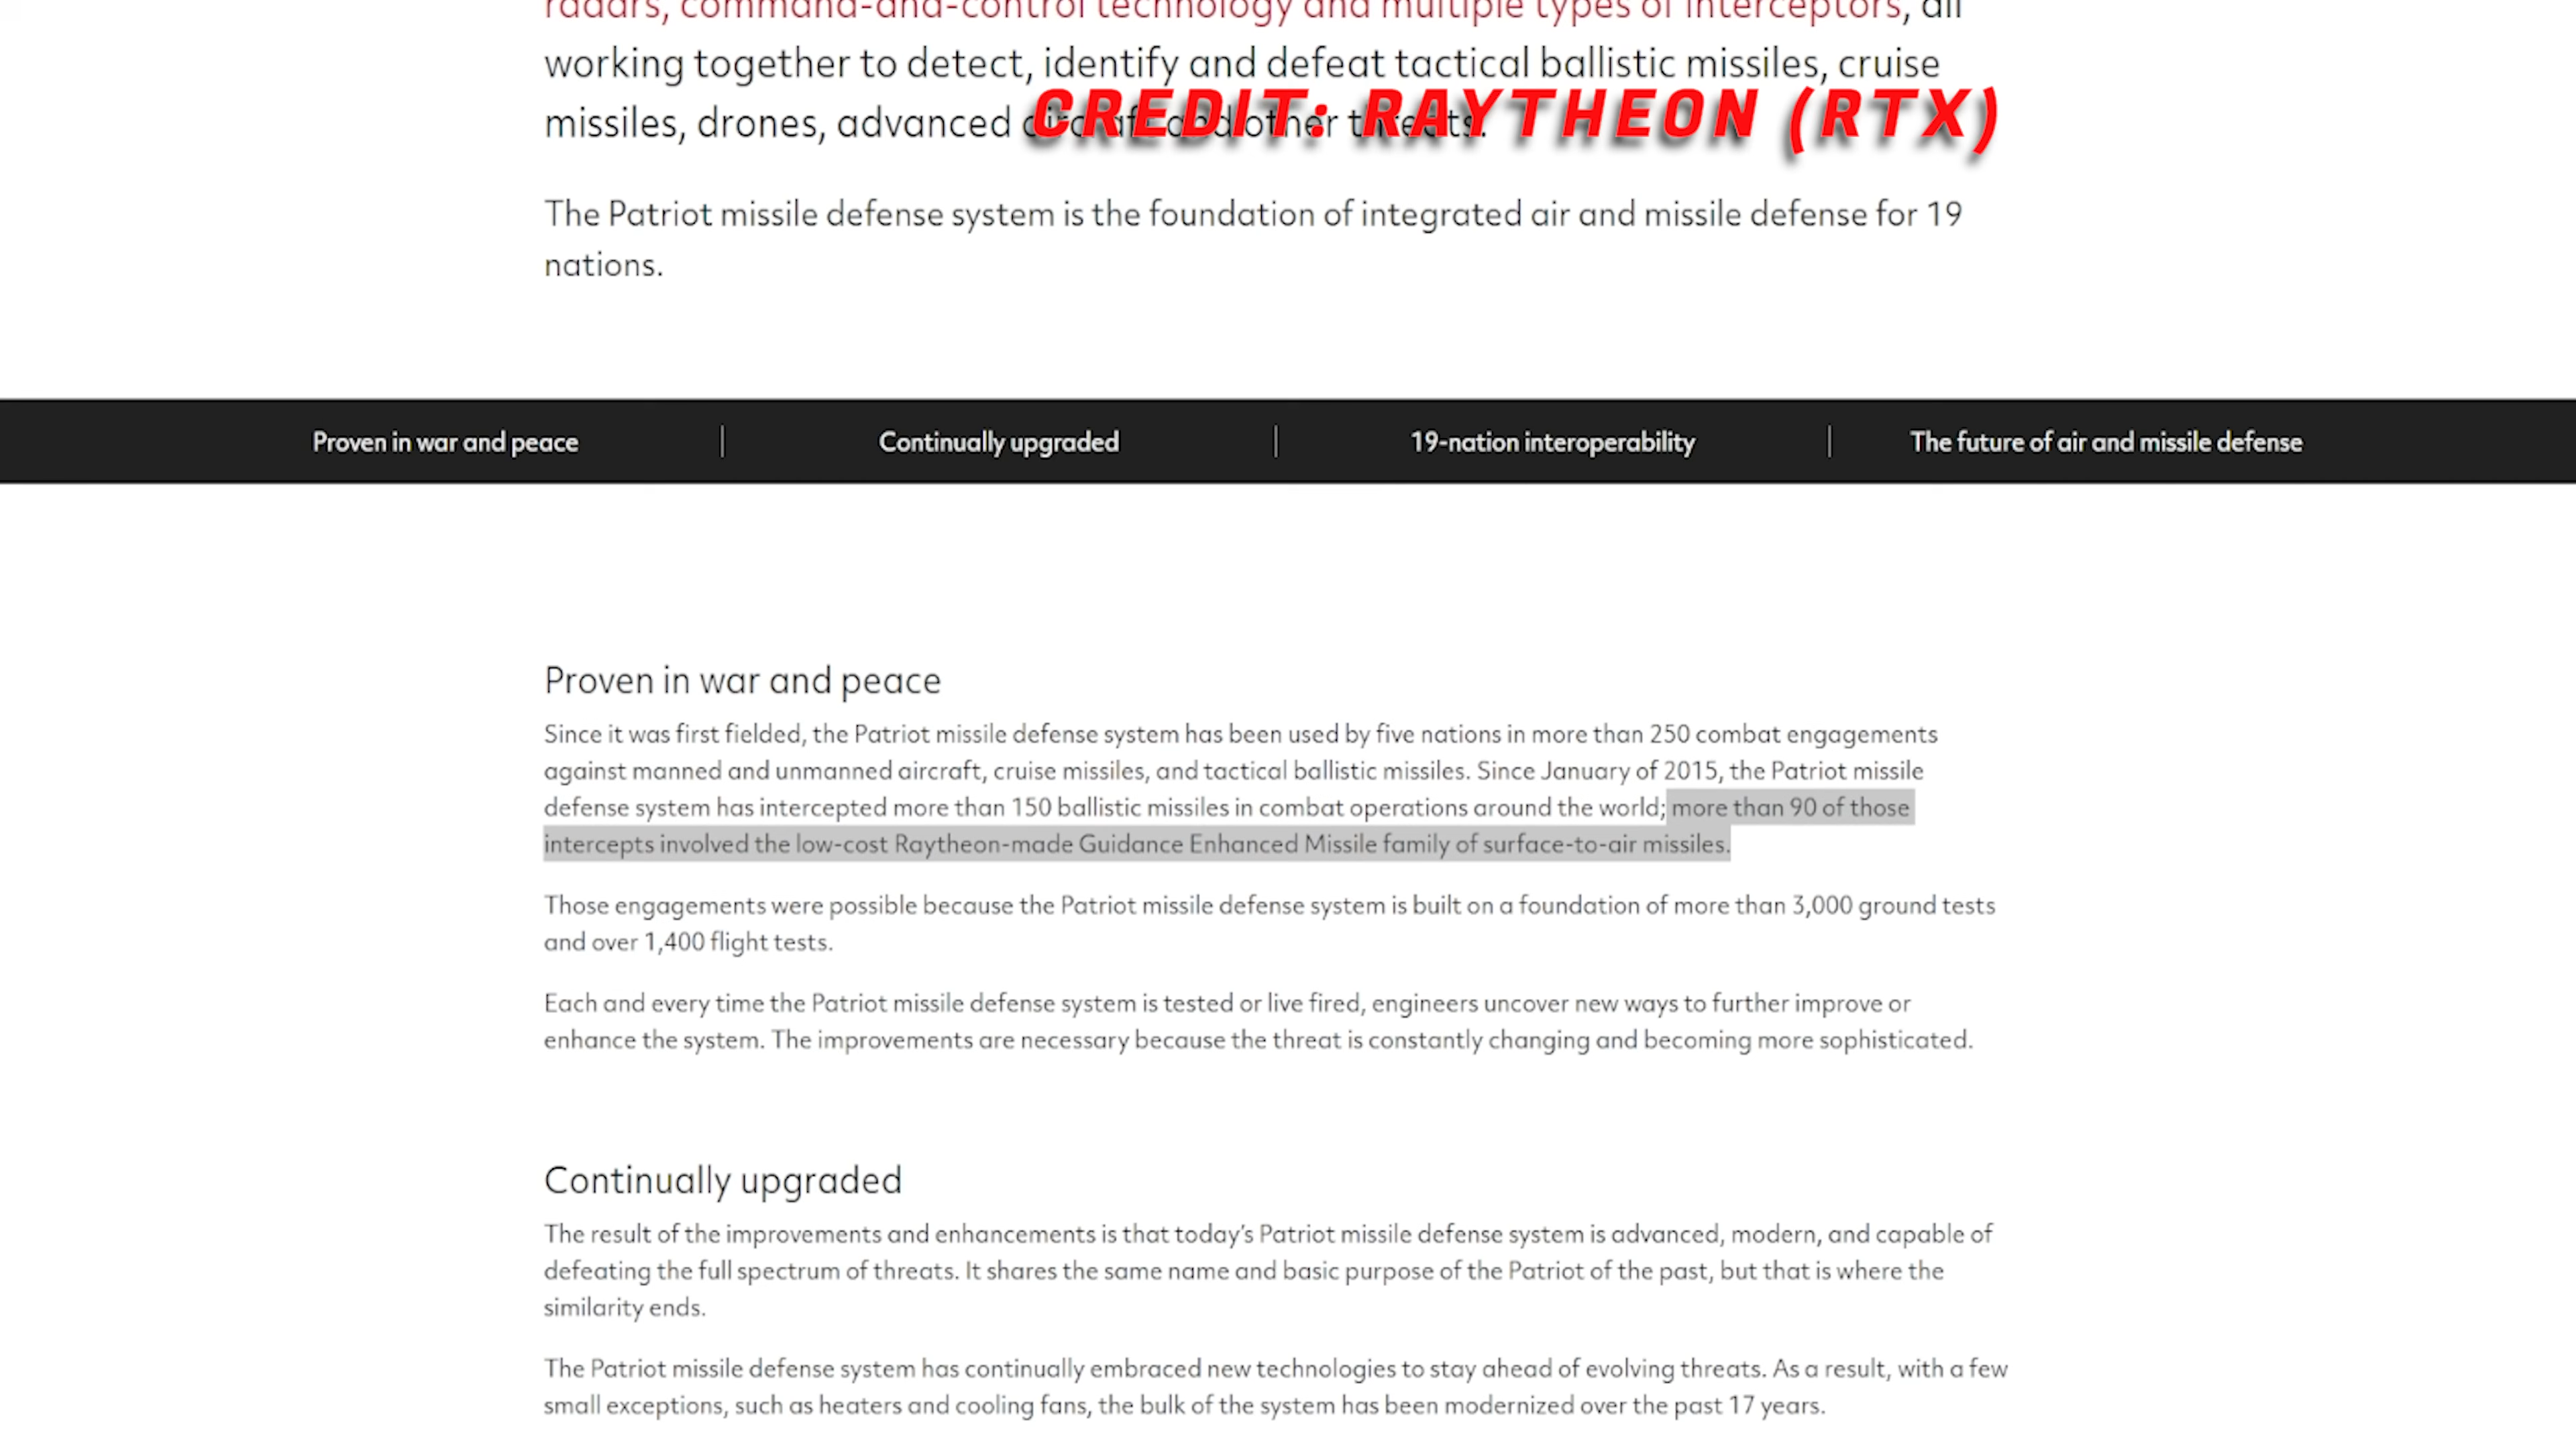 radars, command-and-control technology and multiple types of interceptors, all
working together to detect, identify and defeat tactical ballistic missiles, cruise
missiles, drones, advanced aircraft and other threats.
CREDIT: RAYTHEON (RTX)
The Patriot missile defense system is the foundation of integrated air and missile defense for 19
nations.
Proven in war and peace
Continually upgraded
19-nation interoperability
The future of air and missile defense
Proven in war and peace
Since it was first fielded, the Patriot missile defense system has been used by five nations in more than 250 combat engagements
against manned and unmanned aircraft, cruise missiles, and tactical ballistic missiles. Since January of 2015, the Patriot missile
defense system has intercepted more than 150 ballistic missiles in combat operations around the world; more than 90 of those
intercepts involved the low-cost Raytheon-made Guidance Enhanced Missile family of surface-to-air missiles.
Those engagements were possible because the Patriot missile defense system is built on a foundation of more than 3,000 ground tests
and over 1,400 flight tests.
Each and every time the Patriot missile defense system is tested or live fired, engineers uncover new ways to further improve or
enhance the system. The improvements are necessary because the threat is constantly changing and becoming more sophisticated.
Continually upgraded
The result of the improvements and enhancements is that today's Patriot missile defense system is advanced, modern, and capable of
defeating the full spectrum of threats. It shares the same name and basic purpose of the Patriot of the past, but that is where the
similarity ends.
The Patriot missile defense system has continually embraced new technologies to stay ahead of evolving threats. As a result, with a few
small exceptions, such as heaters and cooling fans, the bulk of the system has been modernized over the past 17 years.